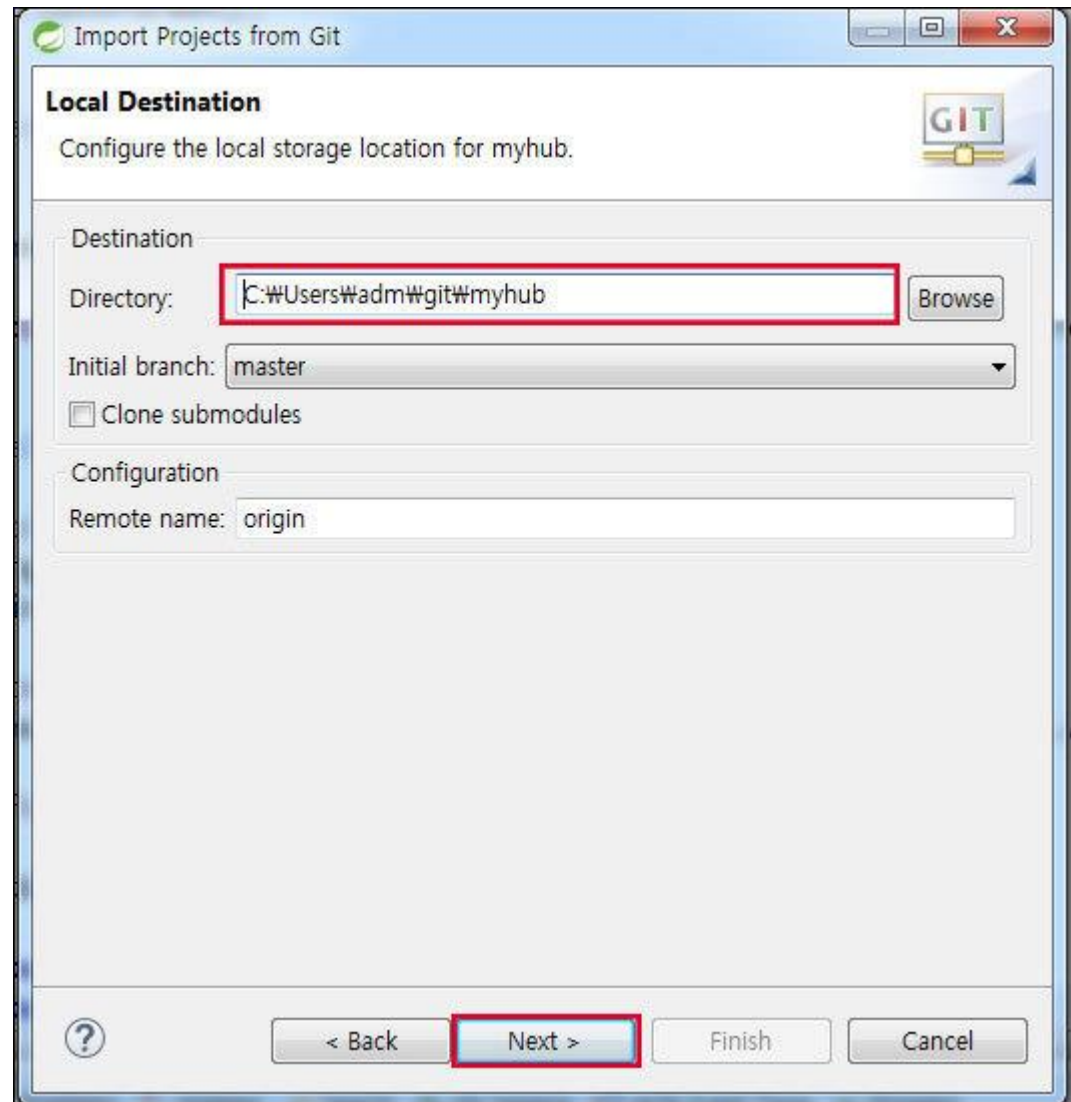 Import Projects from Git
Local Destination
Configure the local storage location for myhub.
GIT
Destination
Directory: C:₩Users₩adm₩git₩myhub Browse
Initial branch: master
Clone submodules
Configuration
Remote name: origin
? < Back Next > Finish Cancel